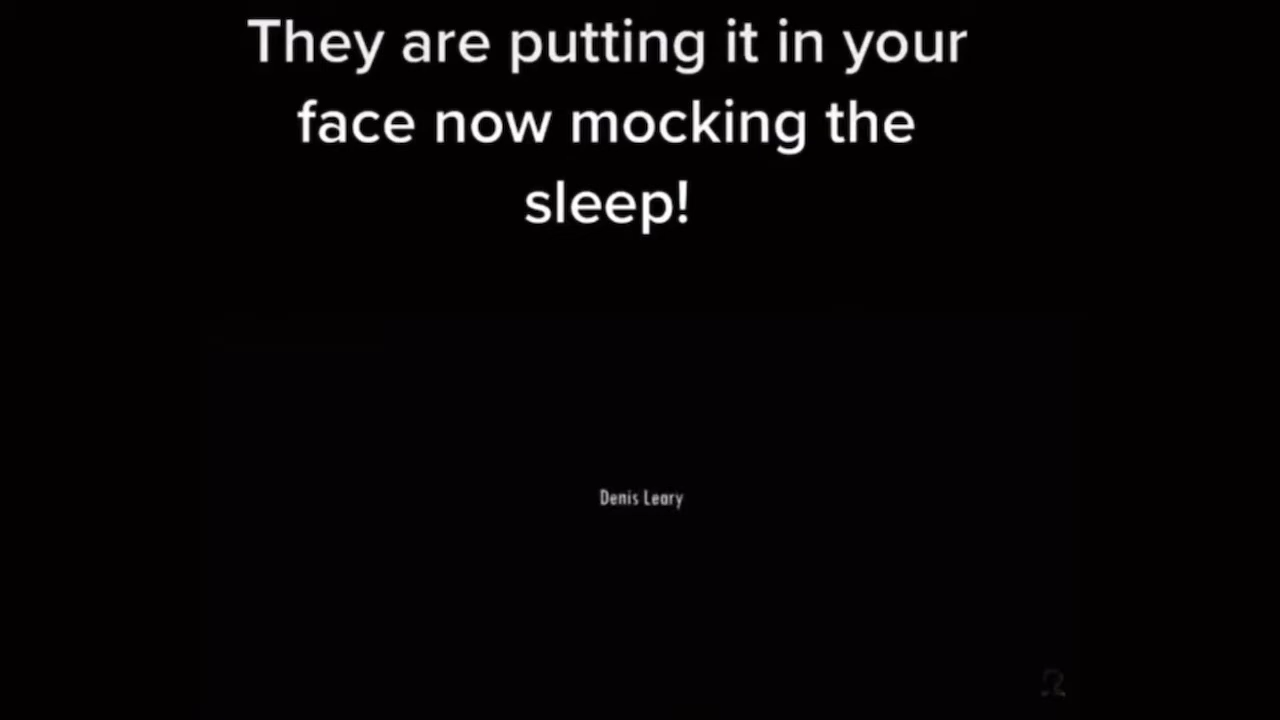 They are putting it in your
face now mocking the
sleep!
Denis Leary